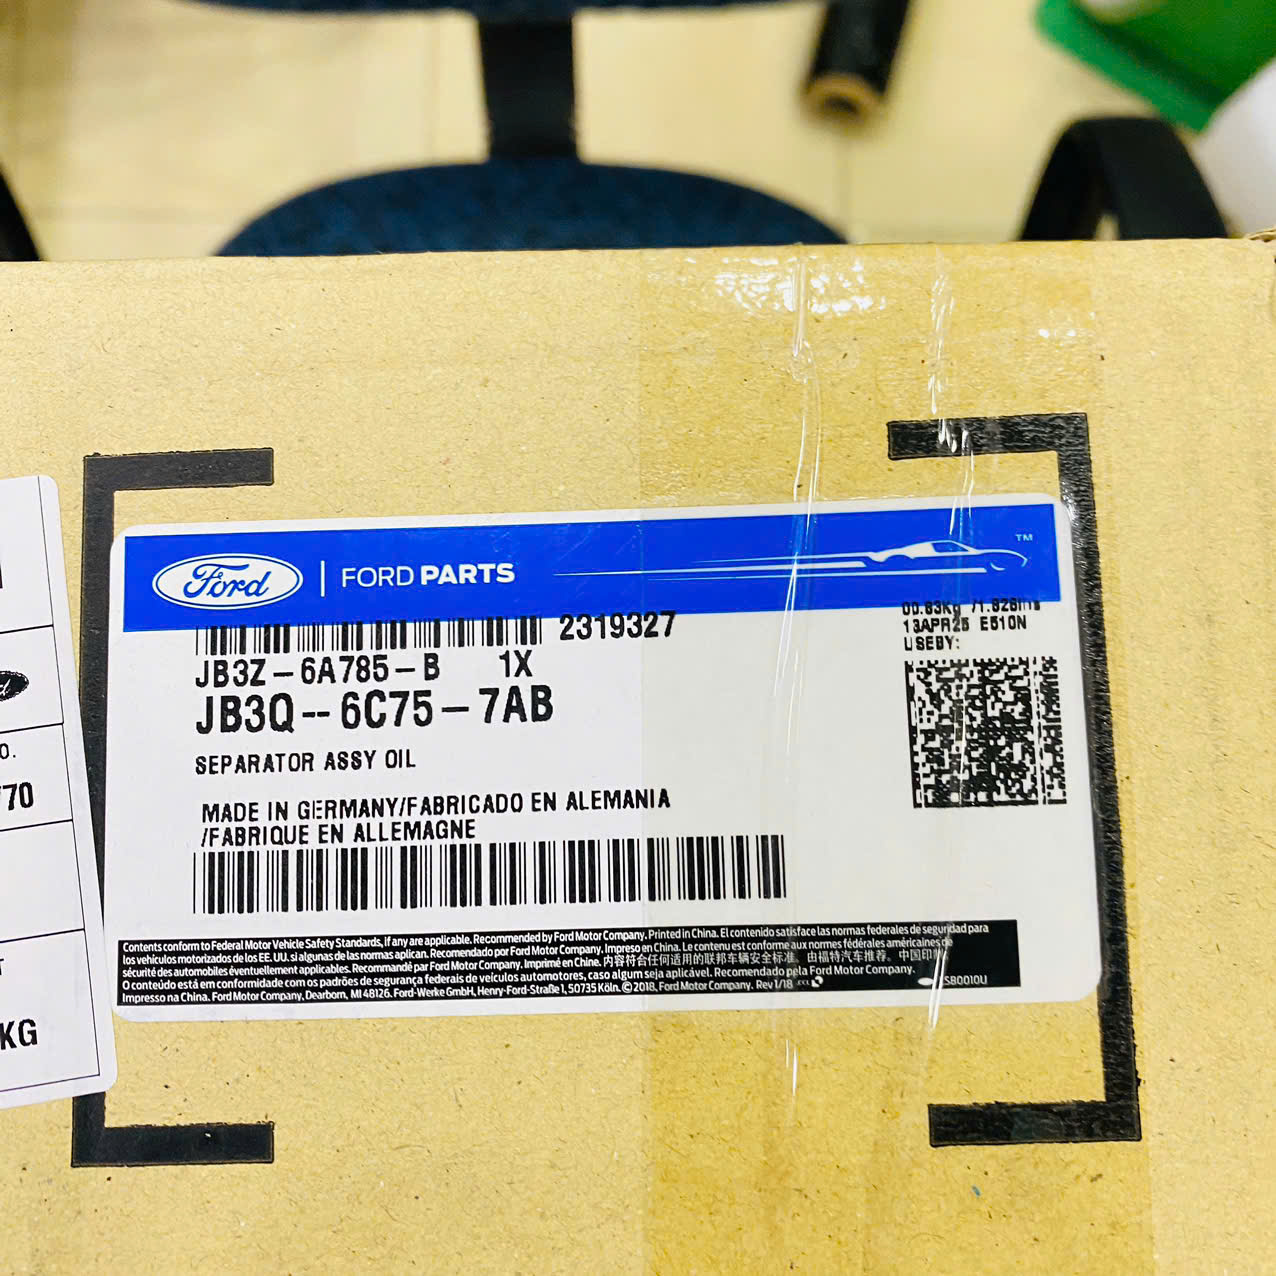 Ford
FORD PARTS
TM
2319327
13APR25 E510N
USEBY:
JB3Z-6A785-B 1X
JB3Q--6C75-7AB
SEPARATOR ASSY OIL
MADE IN GERMANY/FABRICADO EN ALEMANIA
/FABRIQUE EN ALLEMAGNE
Contents conform to Federal Motor Vehicle Safety Standards, if any are applicable. Recommended by Ford Motor Company. Printed in China. El contenido satisface las normas federales de seguridad para
los vehículos motorizados de los EE. UU. si algunas de las normas aplican. Recomendado por Ford Motor Company. Impreso en China. Le contenu est conforme aux normes fédérales américaines de
sécurité des automobiles éventuellement applicables. Recommandé par Ford Motor Company. Imprimé en Chine. 内容符合任何适用的联邦车辆安全标准。由福特汽车推荐。中国印
O conteúdo está em conformidade com os padrões de segurança federais de veículos automotores, caso algum seja aplicável. Recomendado pela Ford Motor Company.
Impresso na China. Ford Motor Company, Dearborn, MI 48126. Ford-Werke GmbH, Henry-Ford-Straße 1, 50735 Köln. © 2018, Ford Motor Company. Rev 1/18
SB0010U
O.
70
KG